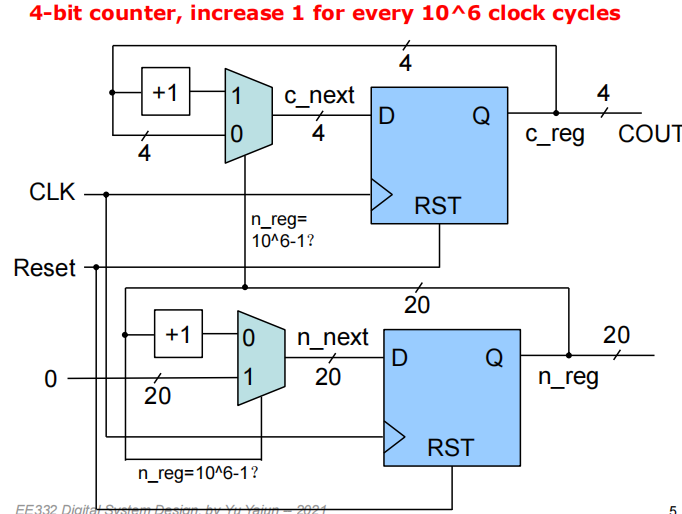 4-bit counter, increase 1 for every 10^6 clock cycles
4
+1
1
c_next
4
0
4
D
Q
4
c_reg
COUT
CLK
RST
n_reg=
10^6-1?
Reset
20
+1
0
n_next
20
0
20
1
D
Q
20
n_reg
RST
n_reg=10^6-1?
EE332 Digital System Design, by Yu Yajun – 2021
5